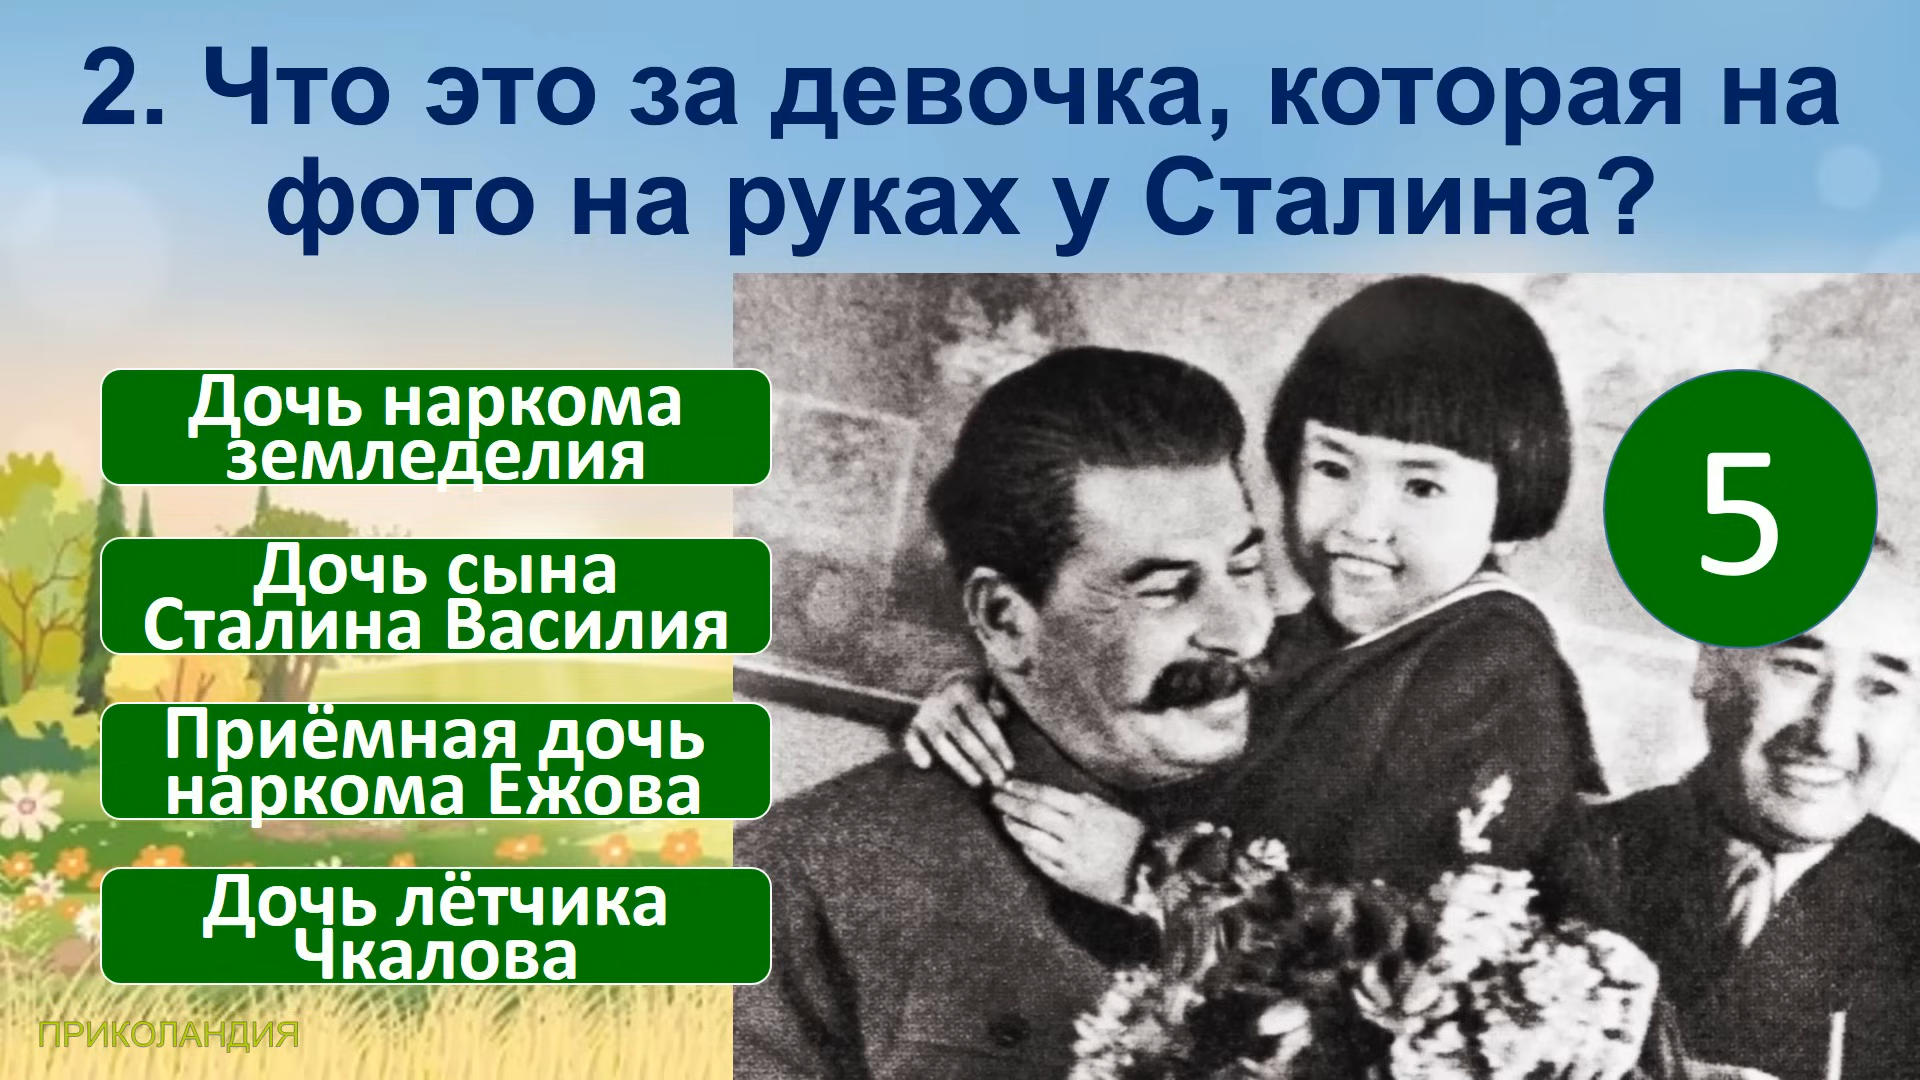 2. Что это за девочка, которая на
фото на руках у Сталина?
Дочь наркома
земледелия
Дочь сына
Сталина Василия
Приёмная дочь
наркома Ежова
Дочь лётчика
Чкалова
5
ПРИКОЛАНДИЯ